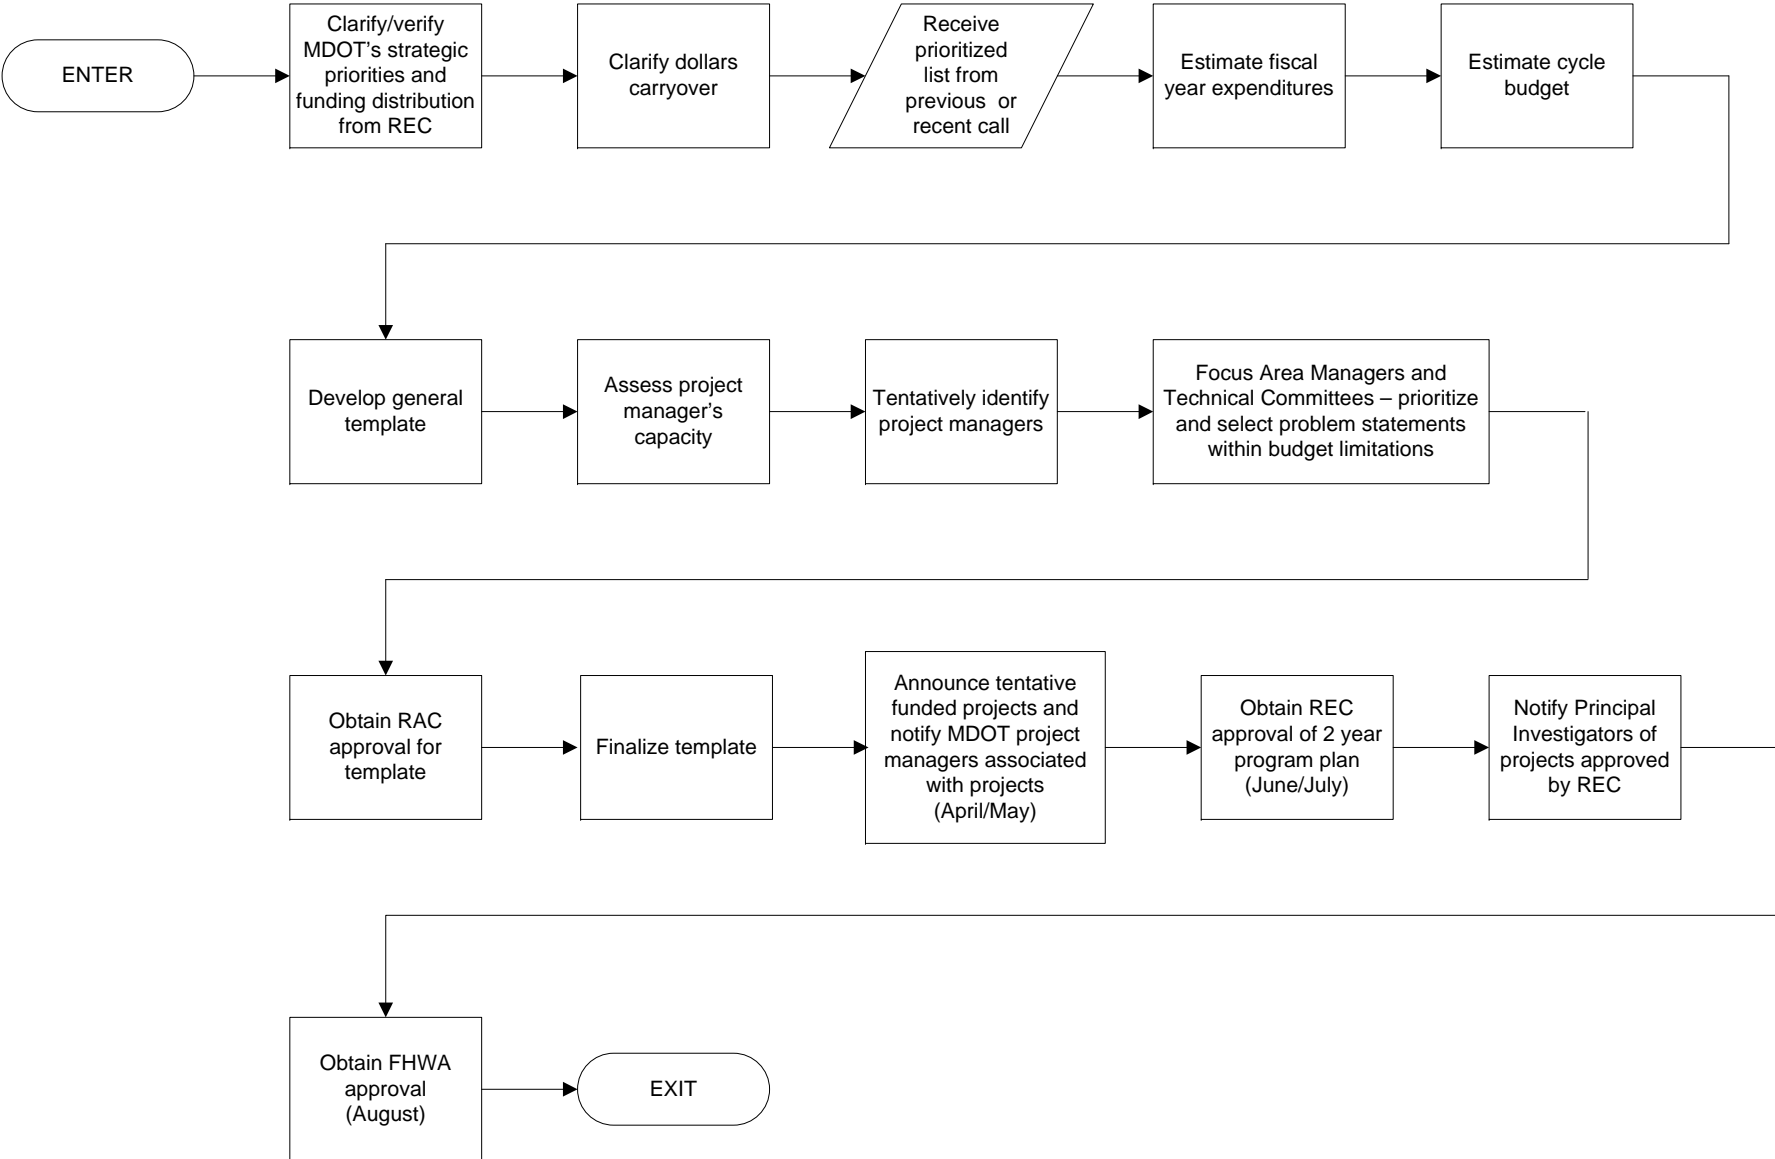 ENTER
Clarify/verify
MDOT’s strategic
priorities and
funding distribution
from REC
Clarify dollars
carryover
Receive
prioritized
list from
previous  or
recent call
Estimate fiscal
year expenditures
Estimate cycle
budget
Develop general
template
Assess project
manager’s
capacity
Tentatively identify
project managers
Focus Area Managers and
Technical Committees – prioritize
and select problem statements
within budget limitations
Obtain RAC
approval for
template
Finalize template
Announce tentative
funded projects and
notify MDOT project
managers associated
with projects
(April/May)
Obtain REC
approval of 2 year
program plan
(June/July)
Notify Principal
Investigators of
projects approved
by REC
Obtain FHWA
approval
(August)
EXIT